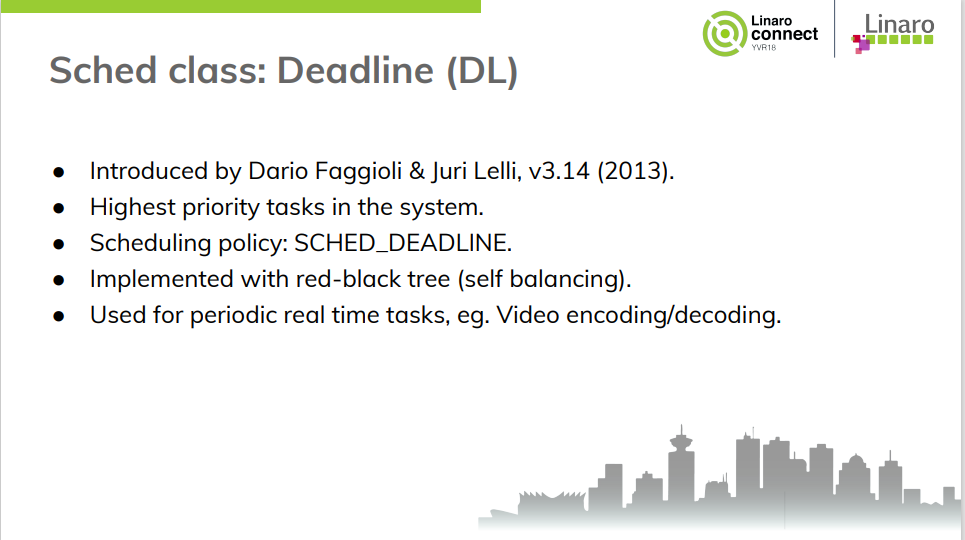 Linaro
connect
YVR18
Linaro
Sched class: Deadline (DL)
● Introduced by Dario Faggioli & Juri Lelli, v3.14 (2013).
● Highest priority tasks in the system.
● Scheduling policy: SCHED_DEADLINE.
● Implemented with red-black tree (self balancing).
● Used for periodic real time tasks, eg. Video encoding/decoding.